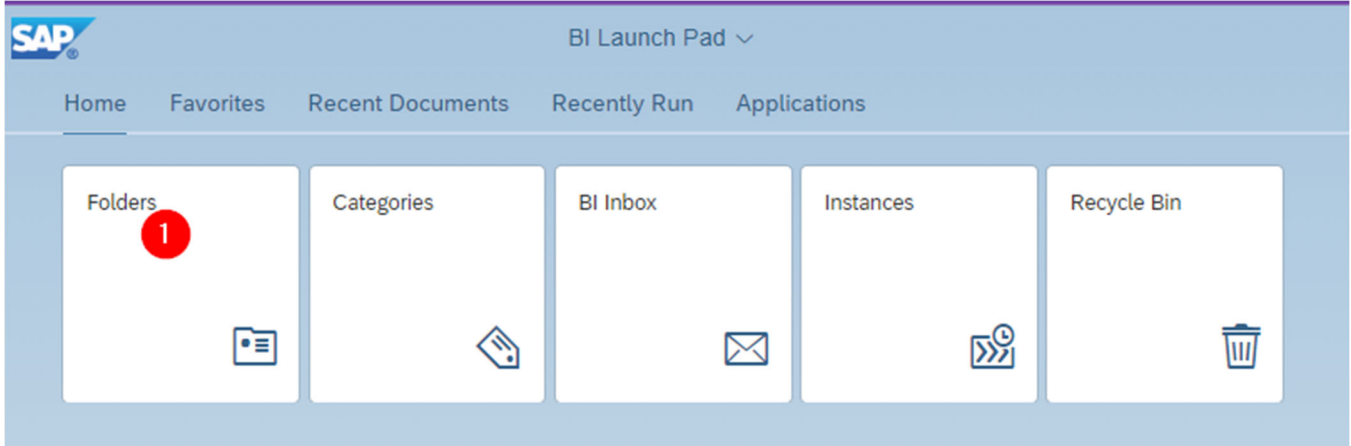 SAP®
BI Launch Pad
Home Favorites Recent Documents Recently Run Applications
Folders Categories BI Inbox Instances Recycle Bin
1